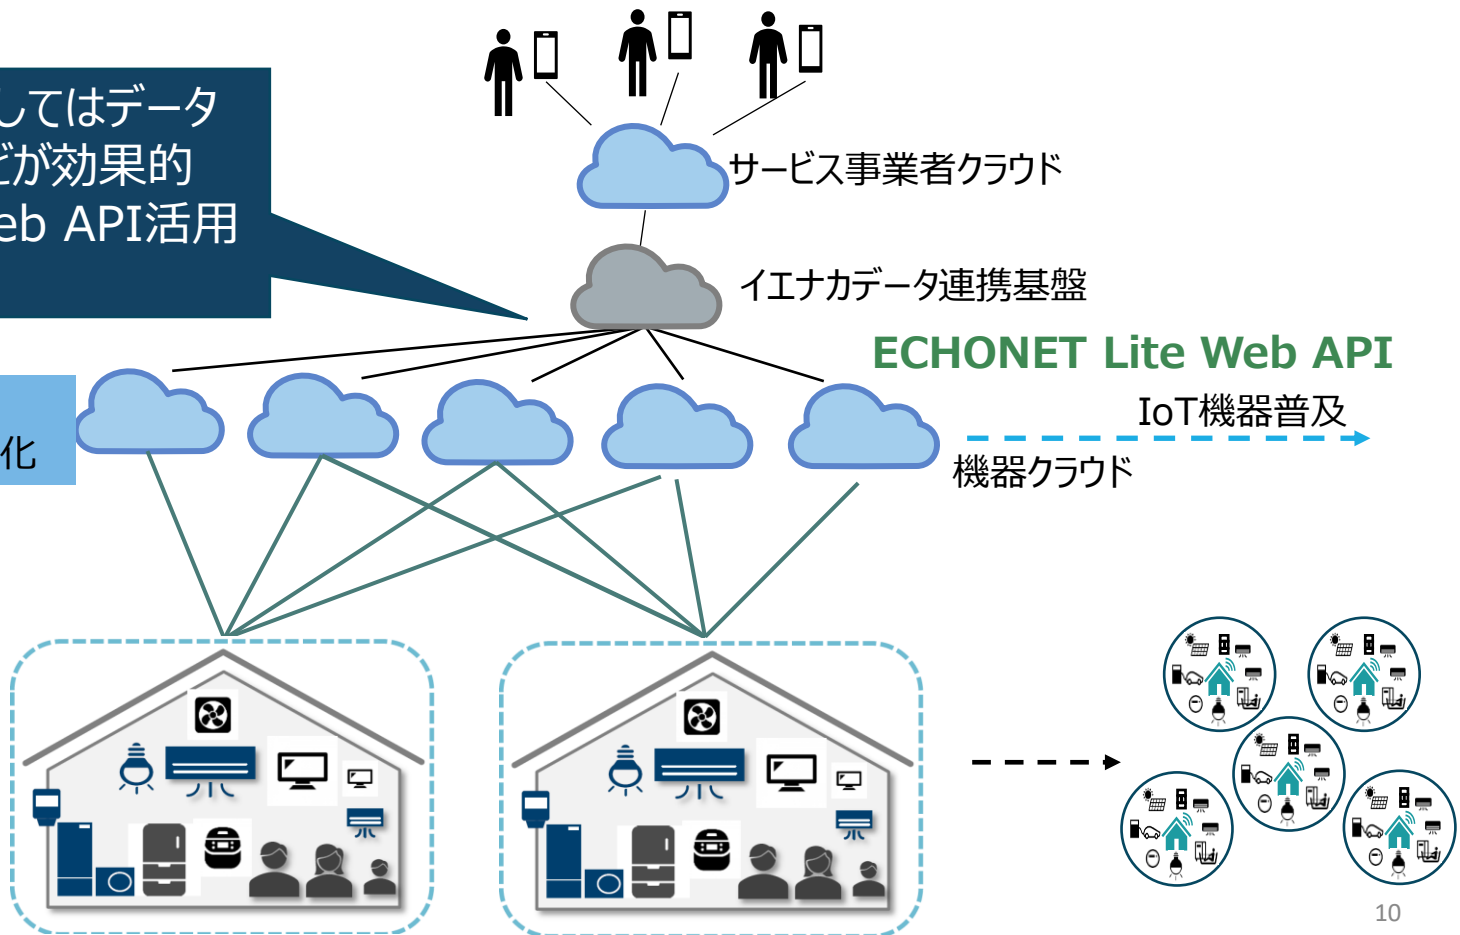 してはデータ
どが効果的
eb API活用
サービス事業者クラウド
イエナカデータ連携基盤
ECHONET Lite Web API
IoT機器普及
化
機器クラウド
10